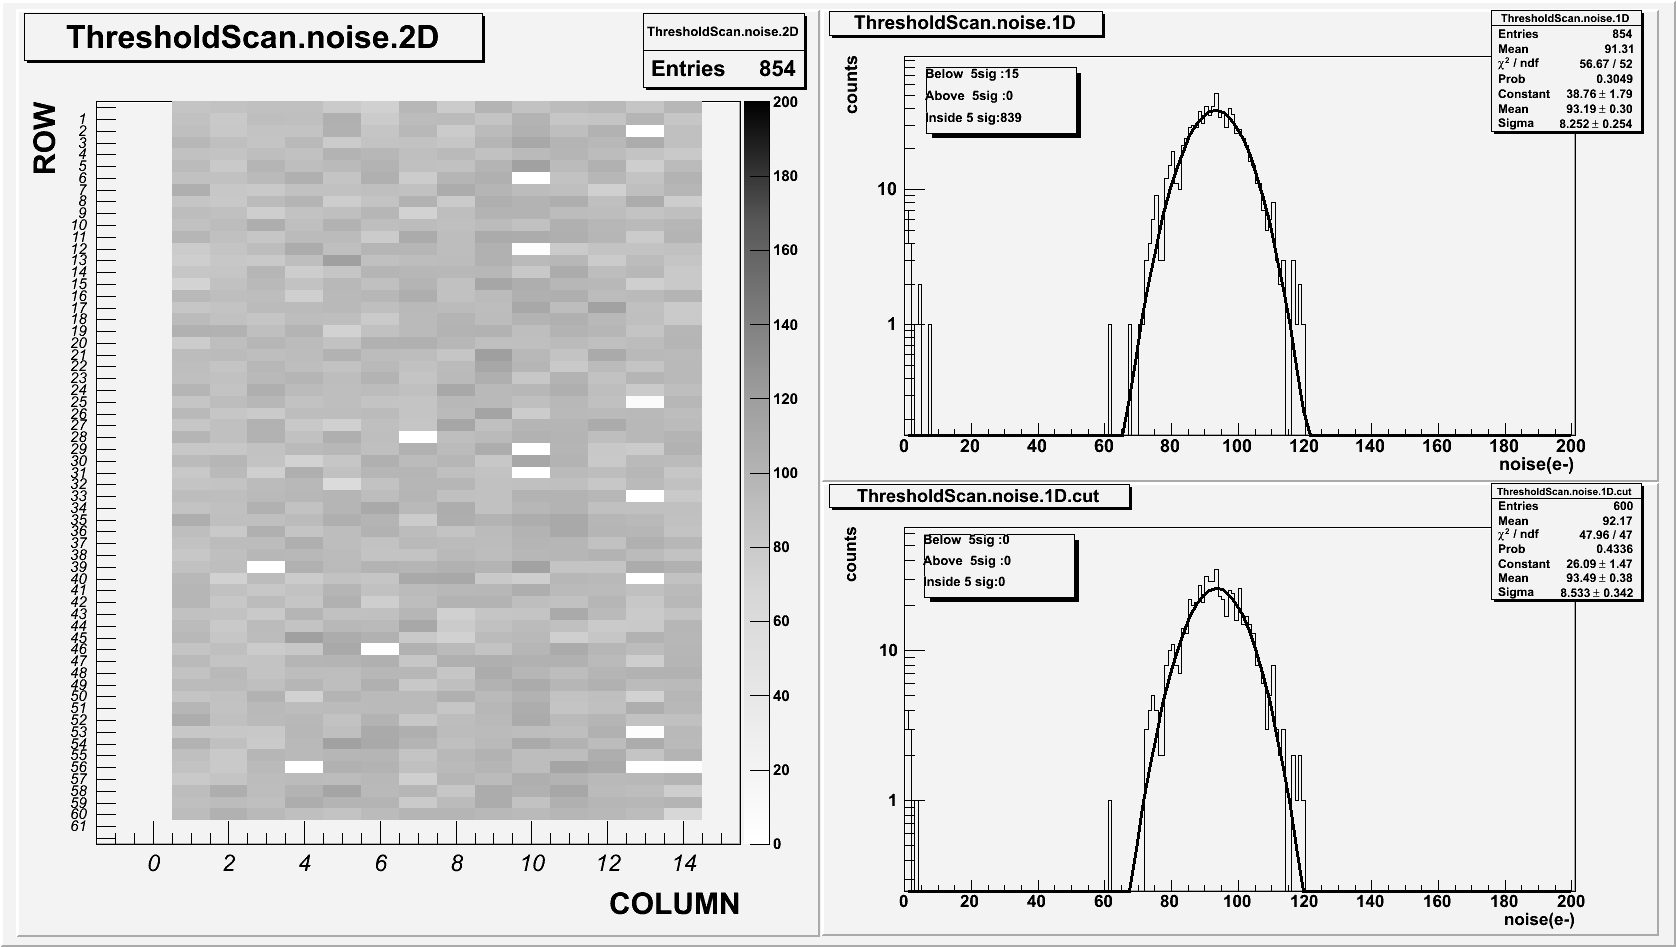 ThresholdScan.noise.2D
ThresholdScan.noise.2D
Entries 854
ROW
1
2
3
4
5
6
7
8
9
10
11
12
13
14
15
16
17
18
19
20
21
22
23
24
25
26
27
28
29
30
31
32
33
34
35
36
37
38
39
40
41
42
43
44
45
46
47
48
49
50
51
52
53
54
55
56
57
58
59
60
61
0 2 4 6 8 10 12 14
COLUMN
200
180
160
140
120
100
80
60
40
20
0
ThresholdScan.noise.1D
ThresholdScan.noise.1D
Entries 854
Mean 91.31
χ² / ndf 56.67 / 52
Prob 0.3049
Constant 38.76 ± 1.79
Mean 93.19 ± 0.30
Sigma 8.252 ± 0.254
counts
Below 5sig :15
Above 5sig :0
Inside 5 sig:839
10
1
0 20 40 60 80 100 120 140 160 180 200
noise(e-)
ThresholdScan.noise.1D.cut
ThresholdScan.noise.1D.cut
Entries 600
Mean 92.17
χ² / ndf 47.96 / 47
Prob 0.4336
Constant 26.09 ± 1.47
Mean 93.49 ± 0.38
Sigma 8.533 ± 0.342
counts
Below 5sig :0
Above 5sig :0
Inside 5 sig:0
10
1
0 20 40 60 80 100 120 140 160 180 200
noise(e-)